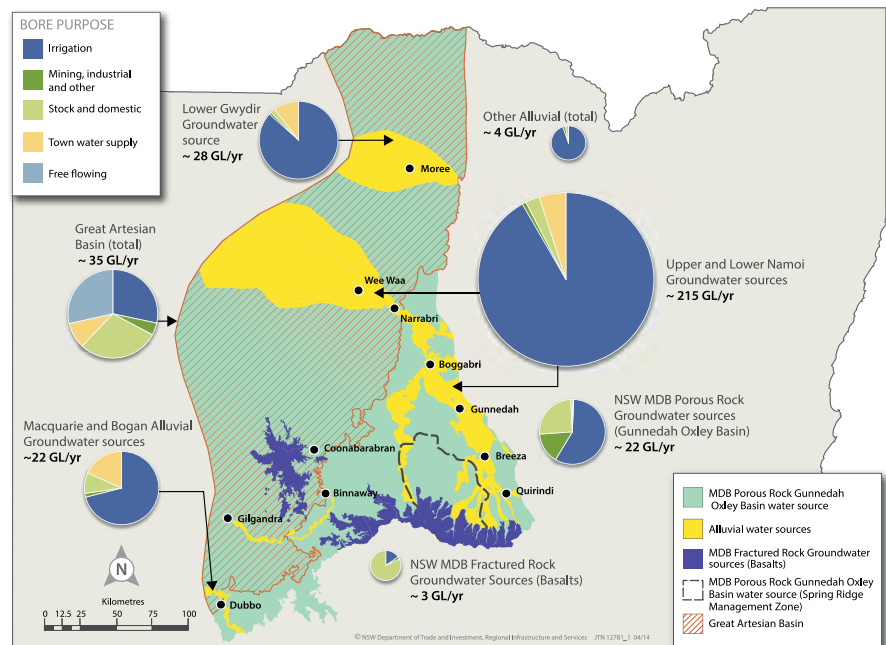 BORE PURPOSE
Irrigation
Mining, industrial
and other
Stock and domestic
Town water supply
Free flowing
Lower Gwydir
Groundwater
source
~ 28 GL/yr
Other Alluvial (total)
~ 4 GL/yr
Moree
Great Artesian
Basin (total)
~ 35 GL/yr
Upper and Lower Namoi
Groundwater sources
~ 215 GL/yr
Wee Waa
Narrabri
Boggabri
Gunnedah
NSW MDB Porous Rock
Groundwater sources
(Gunnedah Oxley Basin)
~ 22 GL/yr
Macquarie and Bogan Alluvial
Groundwater sources
~22 GL/yr
Coonabarabran
Breeza
Binnaway
Quirindi
Gilgandra
NSW MDB Fractured Rock
Groundwater Sources (Basalts)
~ 3 GL/yr
N
Kilometres
0 12.5 25 50 75 100
Dubbo
MDB Porous Rock Gunnedah
Oxley Basin water source
Alluvial water sources
MDB Fractured Rock Groundwater
sources (Basalts)
MDB Porous Rock Gunnedah Oxley
Basin water source (Spring Ridge
Management Zone)
Great Artesian Basin
© NSW Department of Trade and Investment, Regional Infrastructure and Services JTN 12781_1 04/14